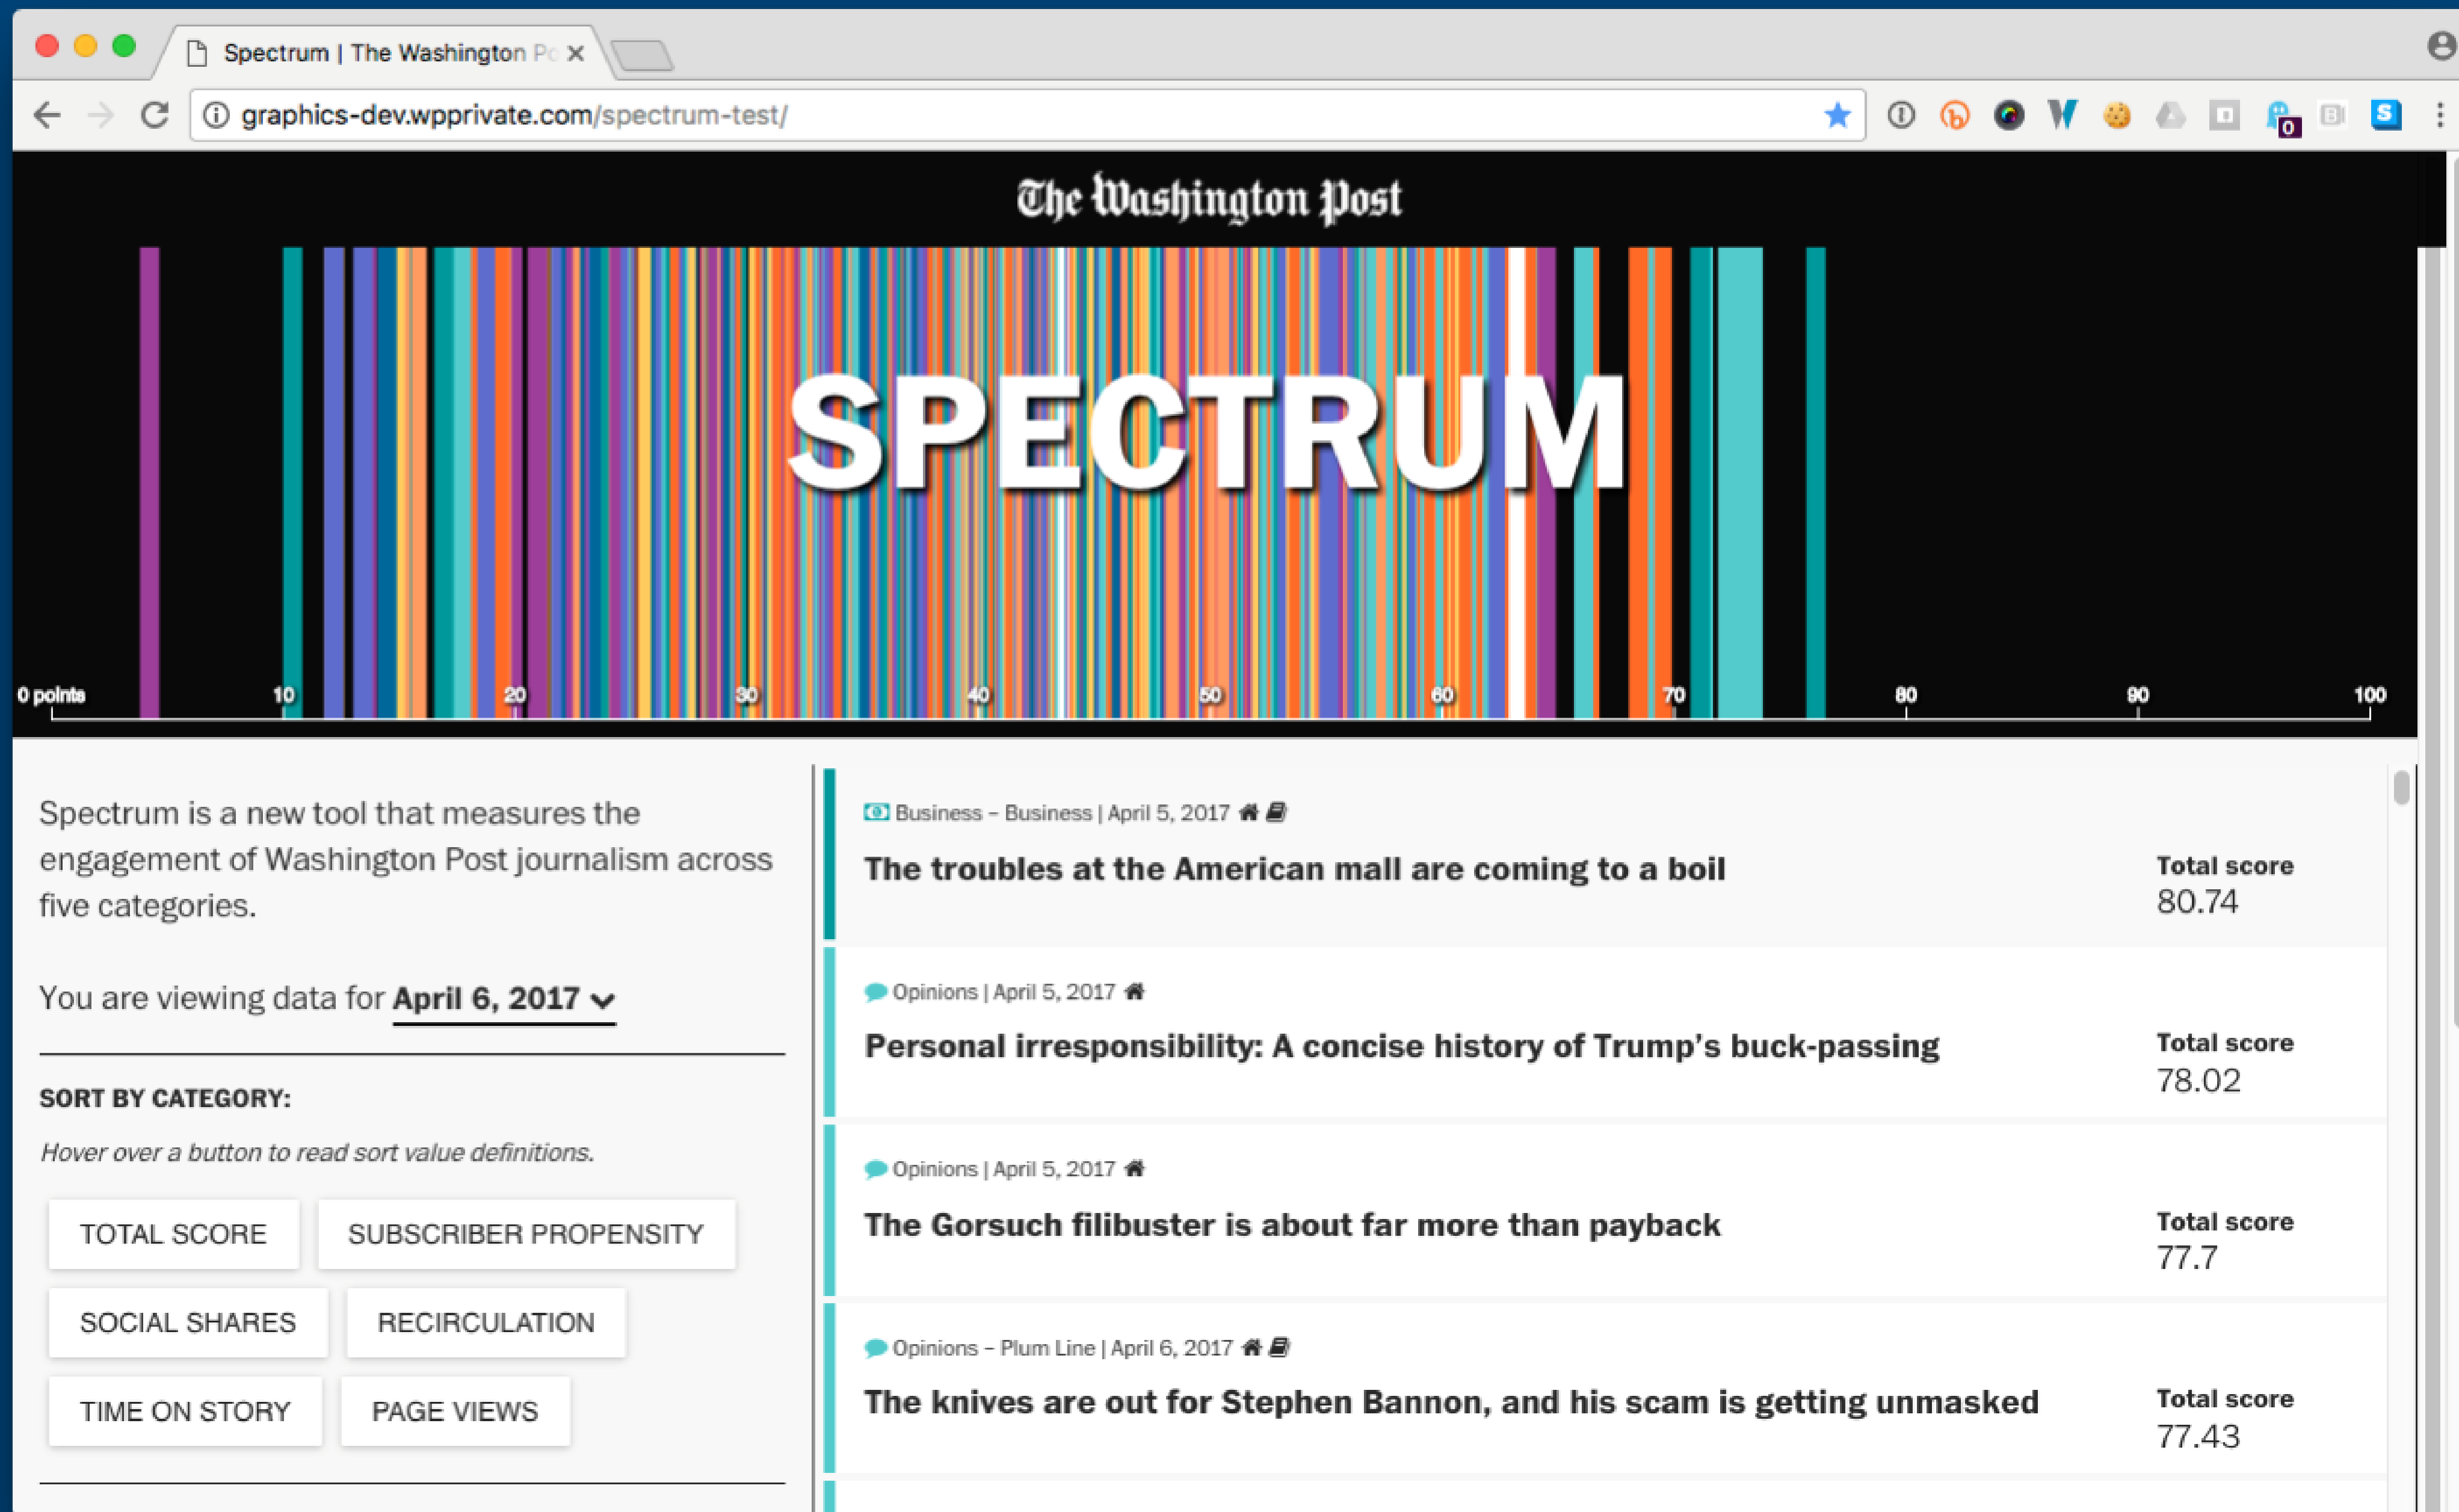 Spectrum | The Washington Po
graphics-dev.wpprivate.com/spectrum-test/
0
The Washington Post
SPECTRUM
0 points 10 20 30 40 50 60 70 80 90 100
Spectrum is a new tool that measures the
engagement of Washington Post journalism across
five categories.
You are viewing data for April 6, 2017
SORT BY CATEGORY:
Hover over a button to read sort value definitions.
TOTAL SCORE SUBSCRIBER PROPENSITY
SOCIAL SHARES RECIRCULATION
TIME ON STORY PAGE VIEWS
Business – Business | April 5, 2017
The troubles at the American mall are coming to a boil
Total score
80.74
Opinions | April 5, 2017
Personal irresponsibility: A concise history of Trump’s buck-passing
Total score
78.02
Opinions | April 5, 2017
The Gorsuch filibuster is about far more than payback
Total score
77.7
Opinions – Plum Line | April 6, 2017
The knives are out for Stephen Bannon, and his scam is getting unmasked
Total score
77.43